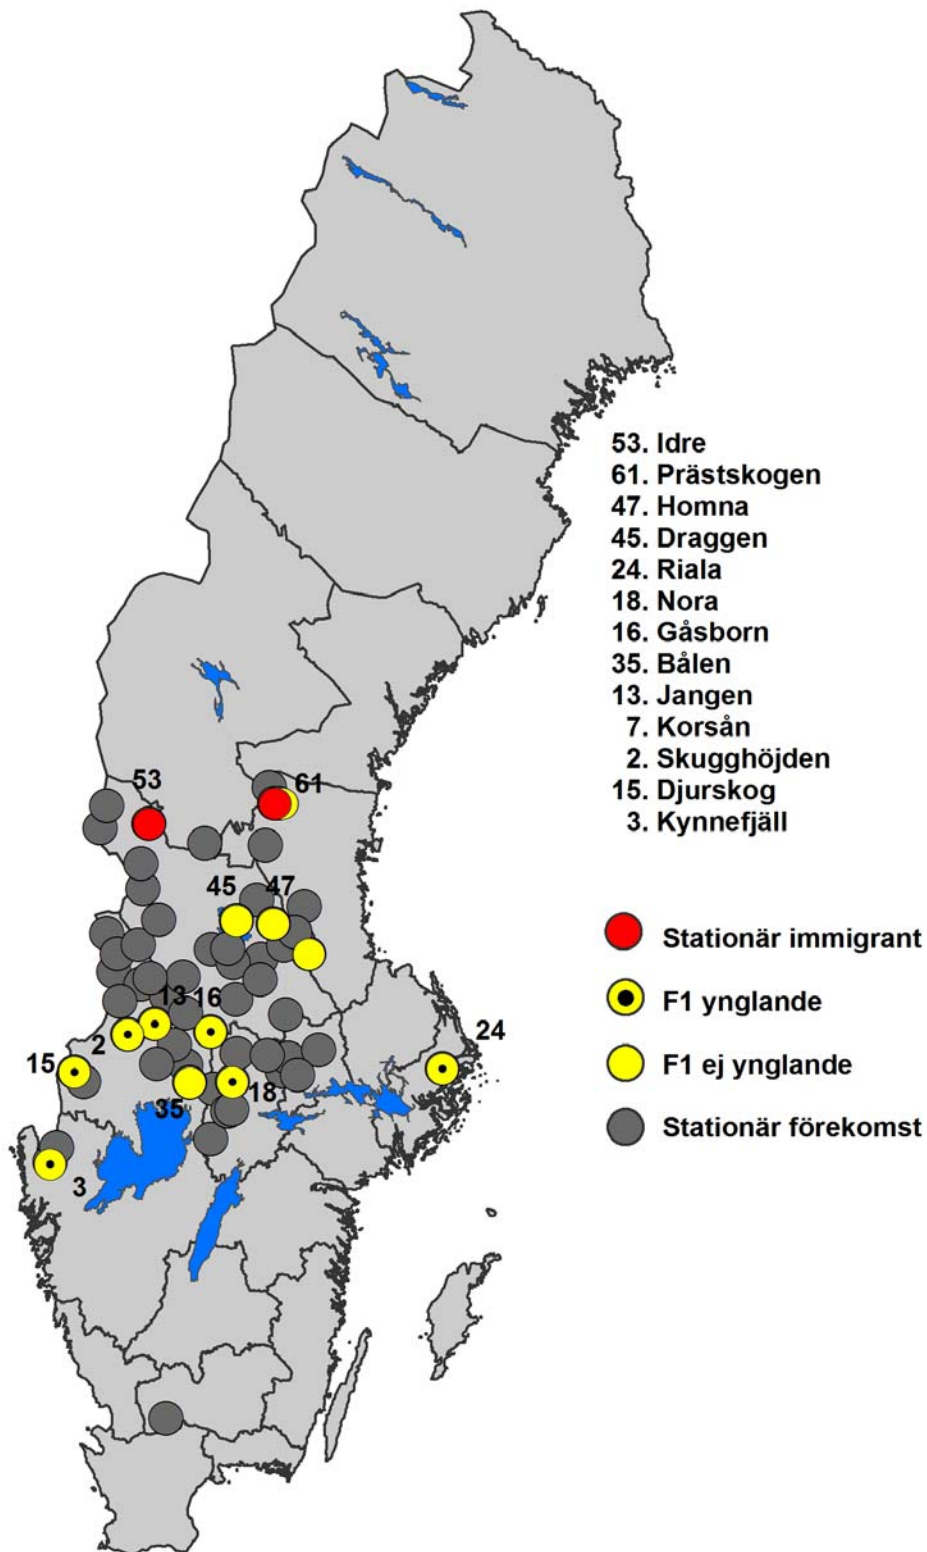 53. Idre
61. Prästskogen
47. Homna
45. Draggen
24. Riala
18. Nora
16. Gåsborn
35. Bålen
13. Jangen
7. Korsån
2. Skugghöjden
15. Djurskog
3. Kynnefjäll
Stationär immigrant
F1 ynglande
F1 ej ynglande
Stationär förekomst
53
61
45
47
13
16
24
2
15
18
35
3